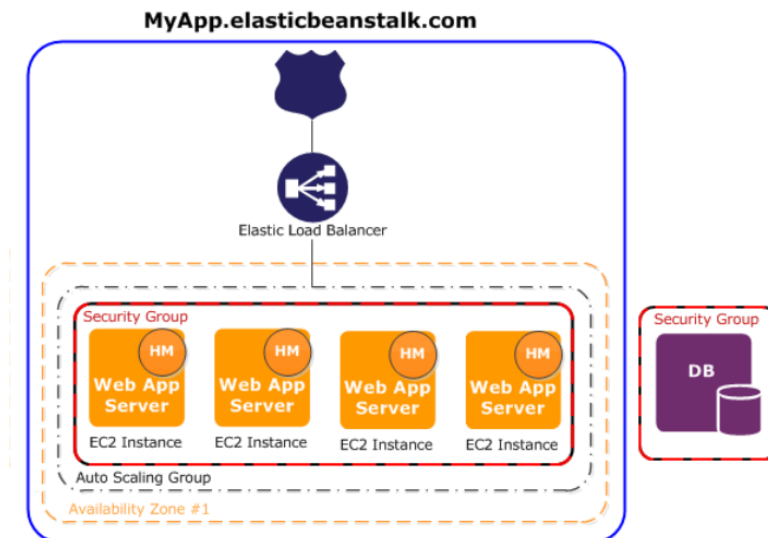 MyApp.elasticbeanstalk.com
Elastic Load Balancer
Security Group
HM
Web App
Server
EC2 Instance
HM
Web App
Server
EC2 Instance
HM
Web App
Server
EC2 Instance
HM
Web App
Server
EC2 Instance
Auto Scaling Group
Availability Zone #1
Security Group
DB